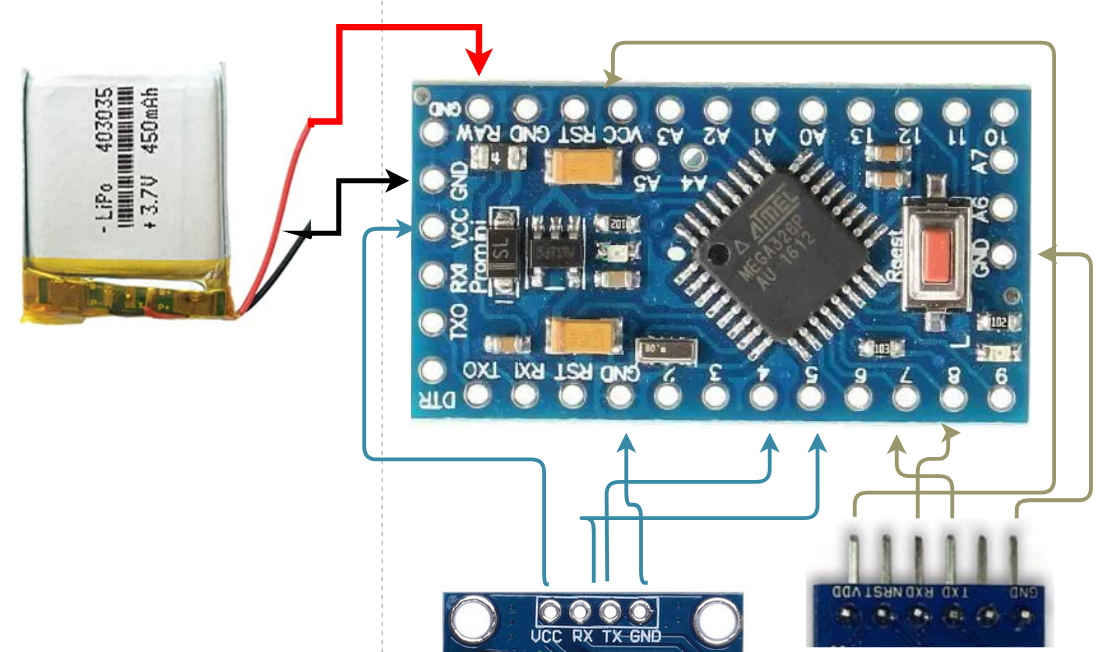 - LiPo 403035
+ 3.7V 450mAh
GND
RAW GND RST VCC A3 A2 A1 A0 13 12 11 10
A5 A4 A7
A6
GND
GND
VCC
RXI
TXO
Promini
4
SL
102
ATMEL
MEGA328P
AU 1612
Reset
L
102
103
DTR TXO RXI RST GND 2 3 4 5 6 7 8 9
VCC RX TX GND
VDD NRST RXD TXD GND